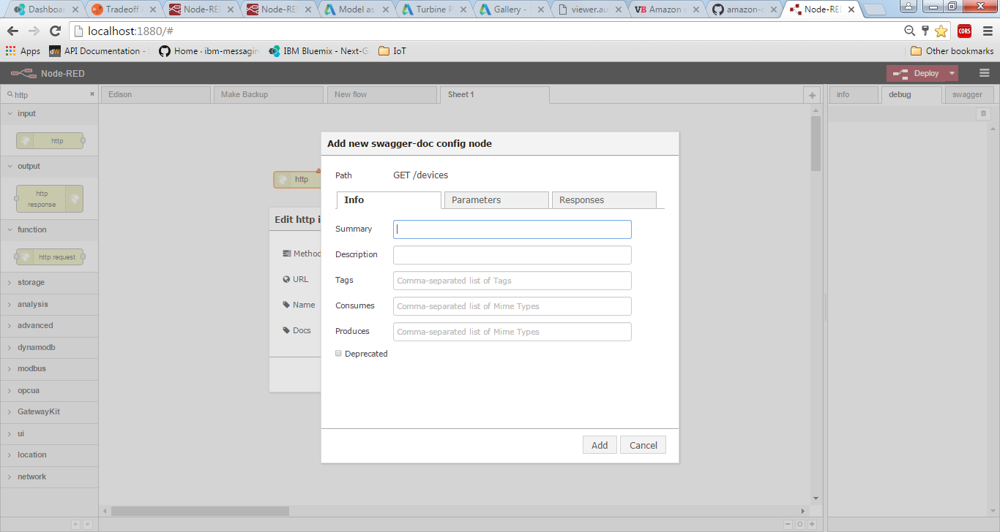 Dashboar
Tradeoff
Node-RED
Node-RED
Model as
Turbine P
Gallery -
viewer.au
VB Amazon
amazon-
Node-RE
localhost:1880/#
CORS
Apps
dW API Documentation -
Home · ibm-messagin
IBM Bluemix - Next-G
IoT
Other bookmarks
Node-RED
Deploy
http
Edison
Make Backup
New flow
Sheet 1
info
debug
swagger
input
http
output
http
response
function
http request
storage
analysis
advanced
dynamodb
modbus
opcua
GatewayKit
ui
location
network
http
Edit http i
Method
URL
Name
Docs
Add new swagger-doc config node
Path GET /devices
Info Parameters Responses
Summary
Description
Tags Comma-separated list of Tags
Consumes Comma-separated list of Mime Types
Produces Comma-separated list of Mime Types
Deprecated
Add Cancel